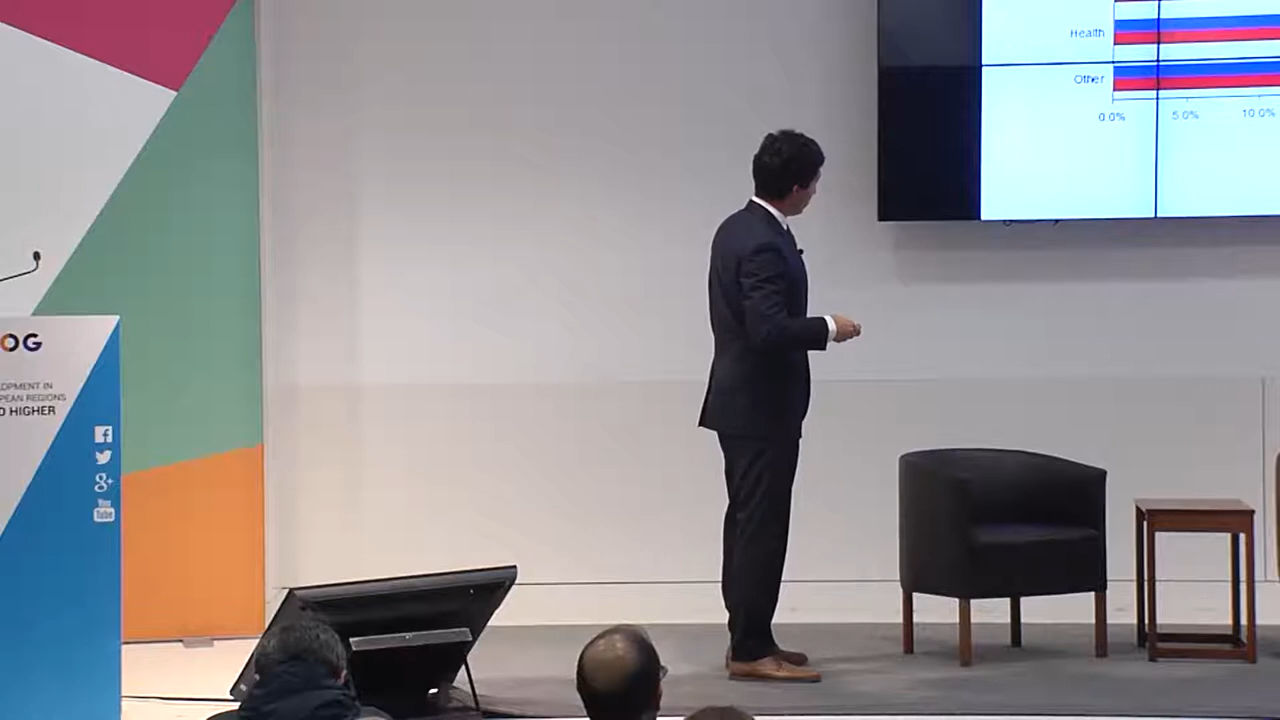 Health
Other
0.0%
5.0%
10.0%
OG
OPMENT IN
PEAN REGIONS
O HIGHER
f
g+
You
Tube